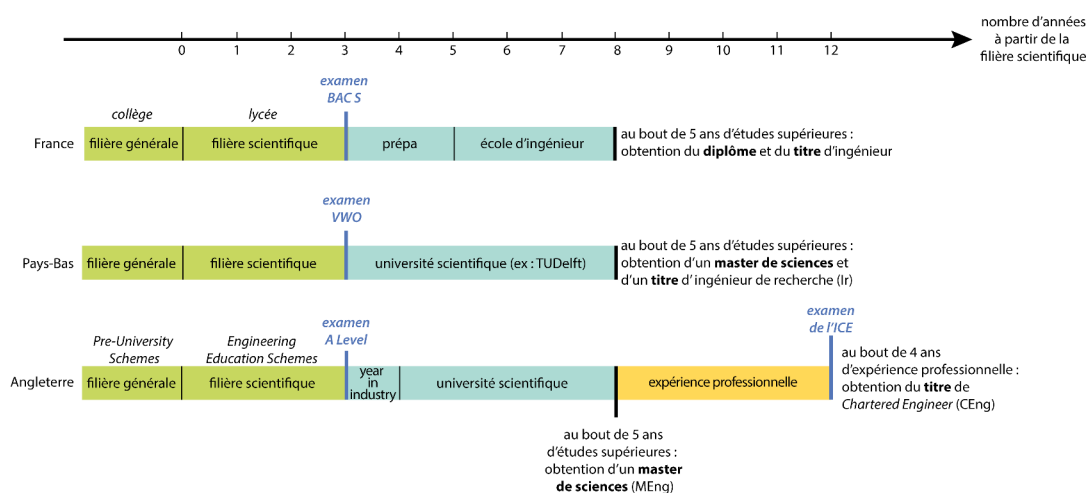 nombre d'années
à partir de la
filière scientifique
0 1 2 3 4 5 6 7 8 9 10 11 12
examen
BAC S
collège lycée
France filière générale filière scientifique prépa école d'ingénieur
au bout de 5 ans d'études supérieures :
obtention du diplôme et du titre d'ingénieur
examen
VWO
Pays-Bas filière générale filière scientifique université scientifique (ex : TUDelft)
au bout de 5 ans d'études supérieures :
obtention d'un master de sciences et
d'un titre d' ingénieur de recherche (Ir)
Pre-University
Schemes
Engineering
Education Schemes
examen
A Level
examen
de l'ICE
Angleterre filière générale filière scientifique
year
in
industry
université scientifique expérience professionnelle
au bout de 4 ans
d'expérience professionnelle :
obtention du titre de
Chartered Engineer (CEng)
au bout de 5 ans
d'études supérieures :
obtention d'un master
de sciences (MEng)